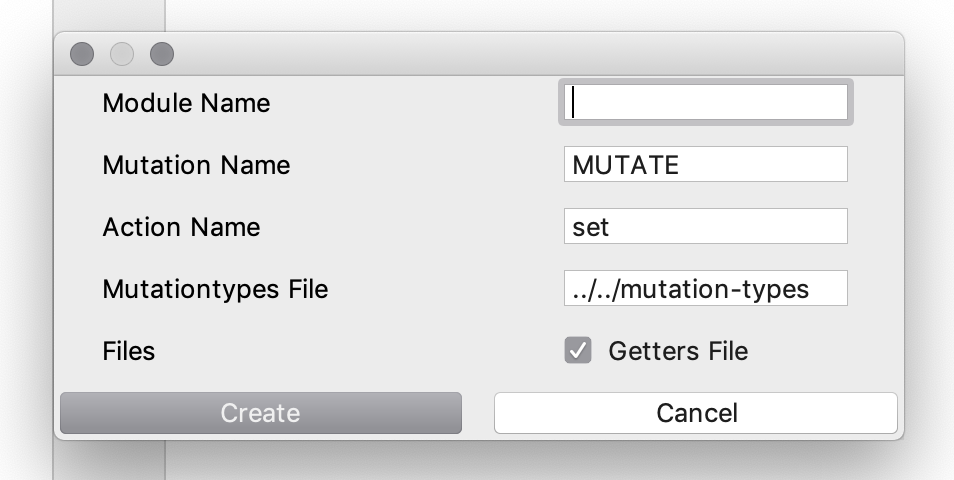 Module Name
Mutation Name MUTATE
Action Name set
Mutationtypes File ../../mutation-types
Files Getters File
Create Cancel